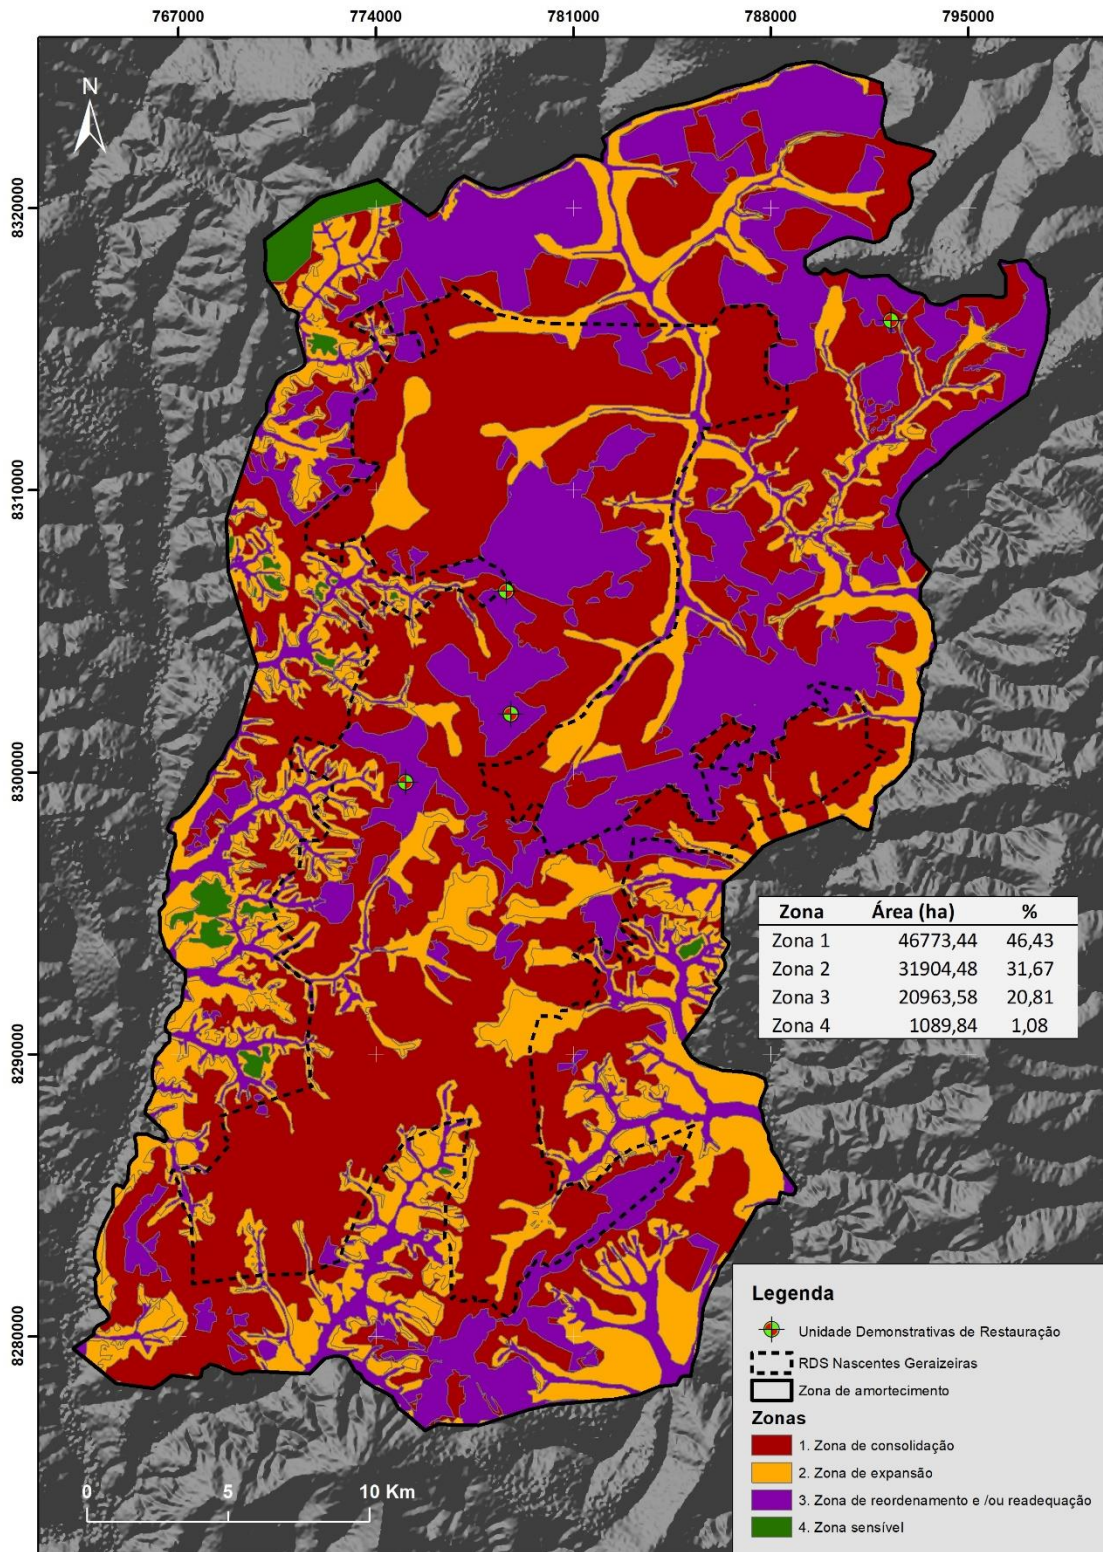 767000 774000 781000 788000 795000
N
8320000
8310000
8300000
8290000
8280000
Zona Área (ha) %
Zona 1 46773,44 46,43
Zona 2 31904,48 31,67
Zona 3 20963,58 20,81
Zona 4 1089,84 1,08
Legenda
Unidade Demonstrativas de Restauração
RDS Nascentes Geraizeiras
Zona de amortecimento
Zonas
1. Zona de consolidação
2. Zona de expansão
3. Zona de reordenamento e /ou readequação
4. Zona sensível
0 5 10 Km